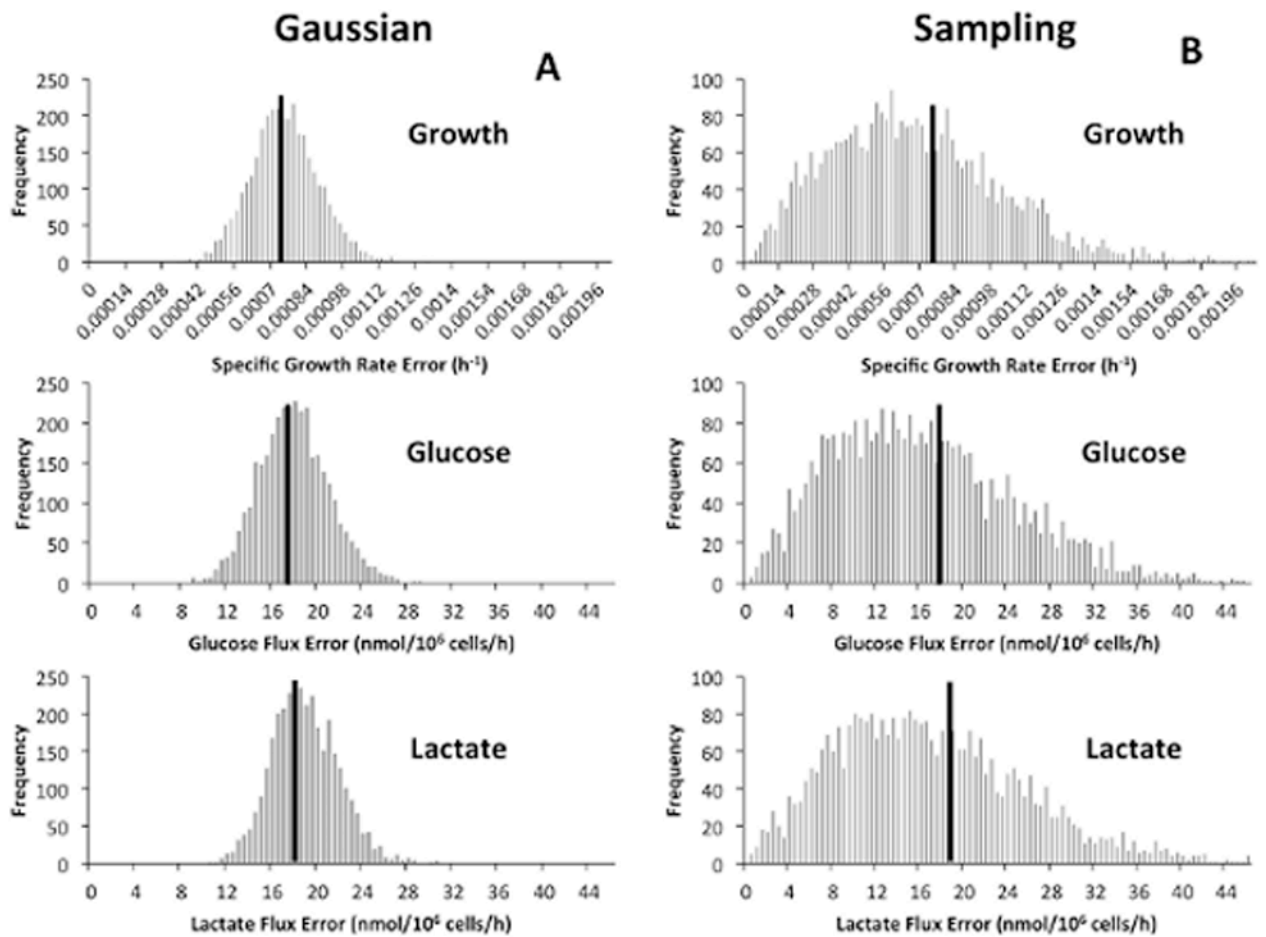 Gaussian
A
250
200
150
100
50
0
Frequency
Growth
0 0.00014 0.00028 0.00042 0.00056 0.0007 0.00084 0.00098 0.00112 0.00126 0.0014 0.00154 0.00168 0.00182 0.00196
Specific Growth Rate Error (h⁻¹)
250
200
150
100
50
0
Frequency
Glucose
0 4 8 12 16 20 24 28 32 36 40 44
Glucose Flux Error (nmol/10⁶ cells/h)
250
200
150
100
50
0
Frequency
Lactate
0 4 8 12 16 20 24 28 32 36 40 44
Lactate Flux Error (nmol/10⁶ cells/h)
Sampling
B
100
80
60
40
20
0
Frequency
Growth
0 0.00014 0.00028 0.00042 0.00056 0.0007 0.00084 0.00098 0.00112 0.00126 0.0014 0.00154 0.00168 0.00182 0.00196
Specific Growth Rate Error (h⁻¹)
100
80
60
40
20
0
Frequency
Glucose
0 4 8 12 16 20 24 28 32 36 40 44
Glucose Flux Error (nmol/10⁶ cells/h)
100
80
60
40
20
0
Frequency
Lactate
0 4 8 12 16 20 24 28 32 36 40 44
Lactate Flux Error (nmol/10⁶ cells/h)